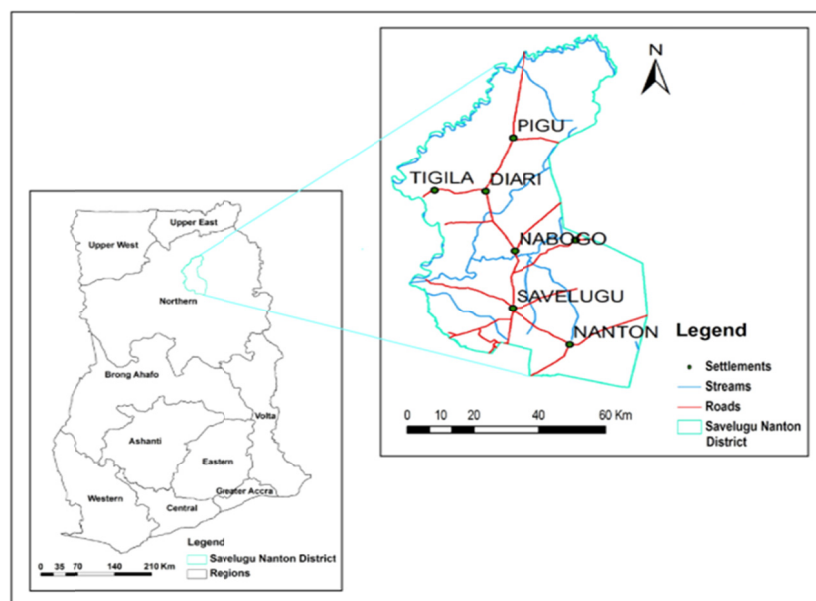 N
PIGU
TIGILA
DIARI
NABOGO
SAVELUGU
NANTON
Legend
Settlements
Streams
Roads
Savelugu Nanton
District
0 10 20 40 60 Km
Upper East
Upper West
Northern
Brong Ahafo
Volta
Ashanti
Eastern
Western
Greater Accra
Central
Legend
Savelugu Nanton District
Regions
0 35 70 140 210 Km